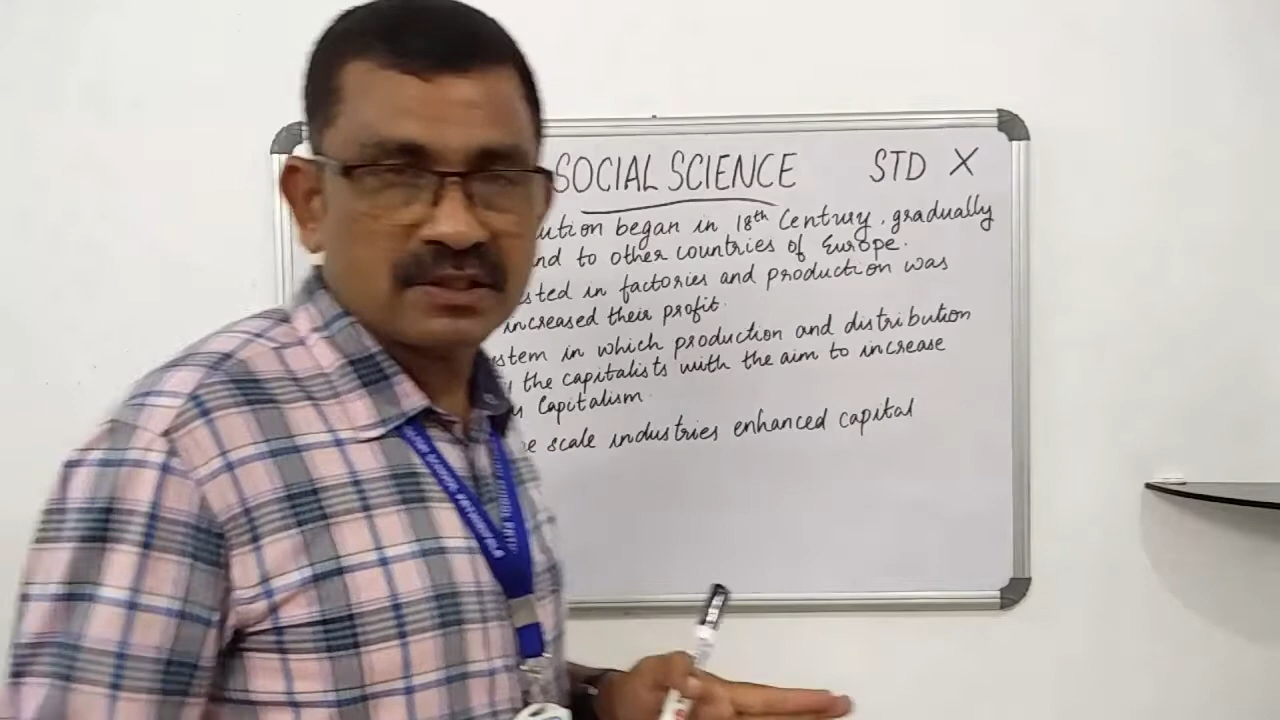 SOCIAL SCIENCE STD X
ution began in 18th Century. gradually
nd to other countries of Europe.
sted in factories and production was
increased their profit.
stem in which production and distribution
the capitalists with the aim to increase
Capitalism.
e scale industries enhanced capital